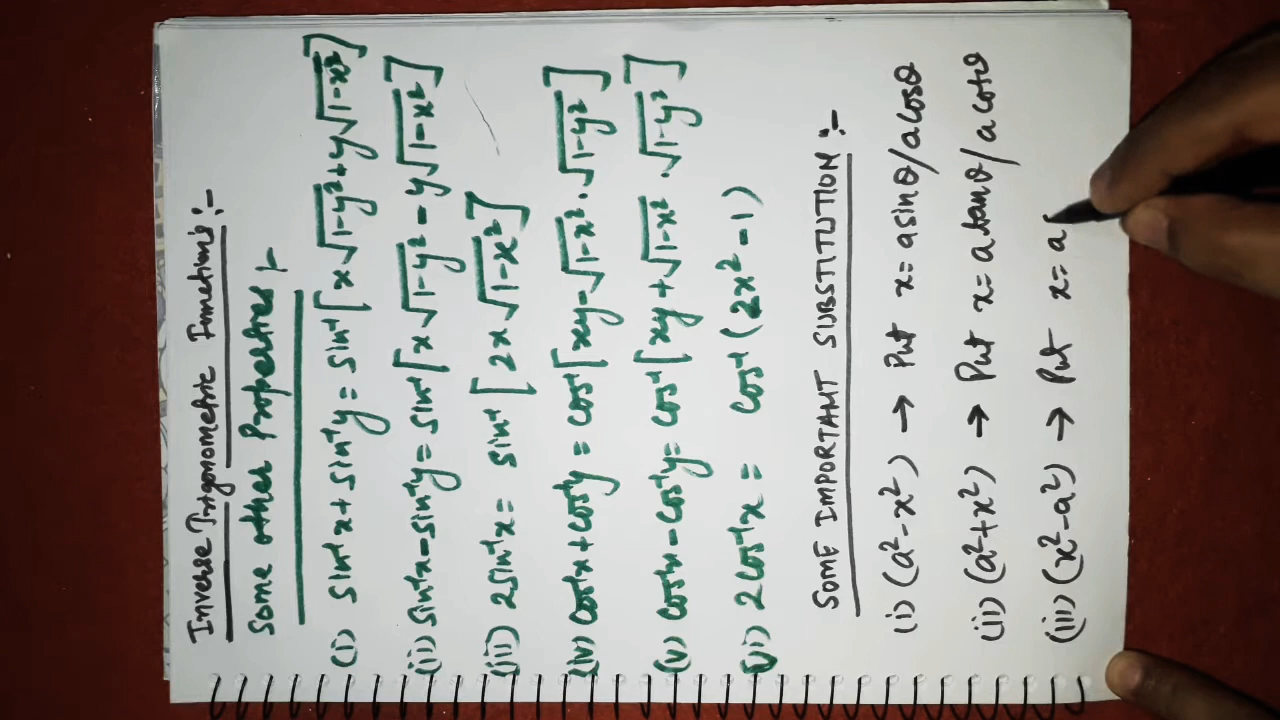 Inverse Trigonometric Functions:-
Some other Properties:-
(i) sin⁻¹x + sin⁻¹y = sin⁻¹[x√1-y² + y√1-x²]
(ii) sin⁻¹x - sin⁻¹y = sin⁻¹[x√1-y² - y√1-x²]
(iii) 2sin⁻¹x = sin⁻¹[2x√1-x²]
(iv) cos⁻¹x + cos⁻¹y = cos⁻¹[xy - √1-x² . √1-y²]
(v) cos⁻¹x - cos⁻¹y = cos⁻¹[xy + √1-x² . √1-y²]
(vi) 2cos⁻¹x = cos⁻¹(2x² - 1)
SOME IMPORTANT SUBSTITUTION:-
(i) (a² - x²) → Put x = a sinθ / a cosθ
(ii) (a² + x²) → Put x = a tanθ / a cotθ
(iii) (x² - a²) → Put x = a